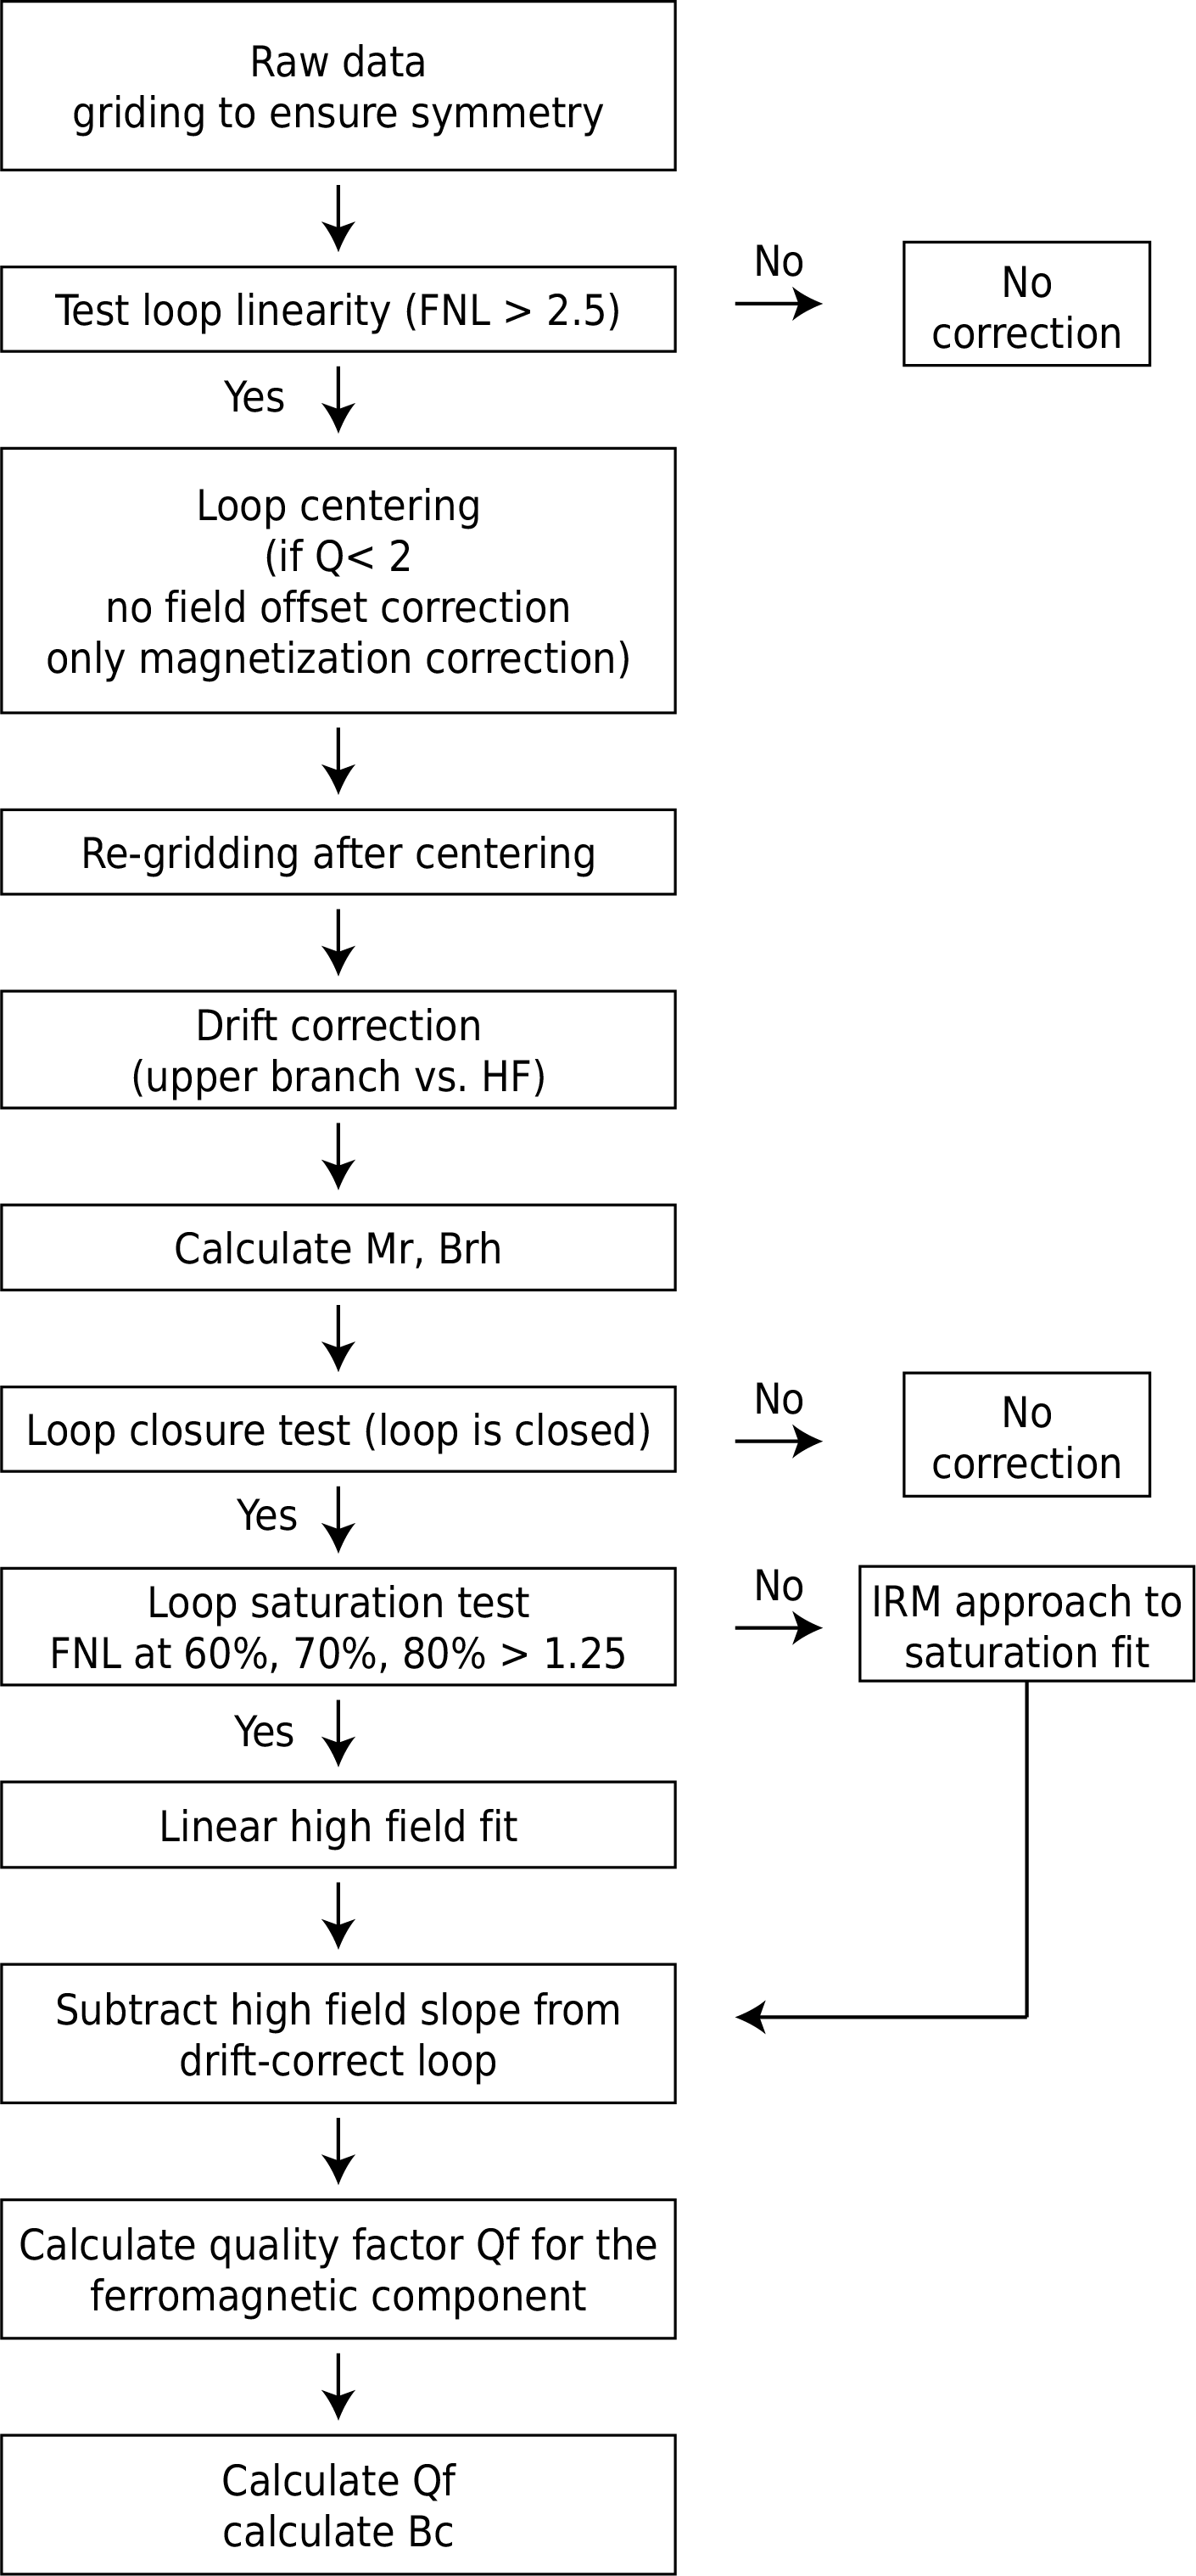 Raw data
griding to ensure symmetry
Test loop linearity (FNL > 2.5)
No
No
correction
Yes
Loop centering
(if Q< 2
no field offset correction
only magnetization correction)
Re-gridding after centering
Drift correction
(upper branch vs. HF)
Calculate Mr, Brh
Loop closure test (loop is closed)
No
No
correction
Yes
Loop saturation test
FNL at 60%, 70%, 80% > 1.25
No
IRM approach to
saturation fit
Yes
Linear high field fit
Subtract high field slope from
drift-correct loop
Calculate quality factor Qf for the
ferromagnetic component
Calculate Qf
calculate Bc